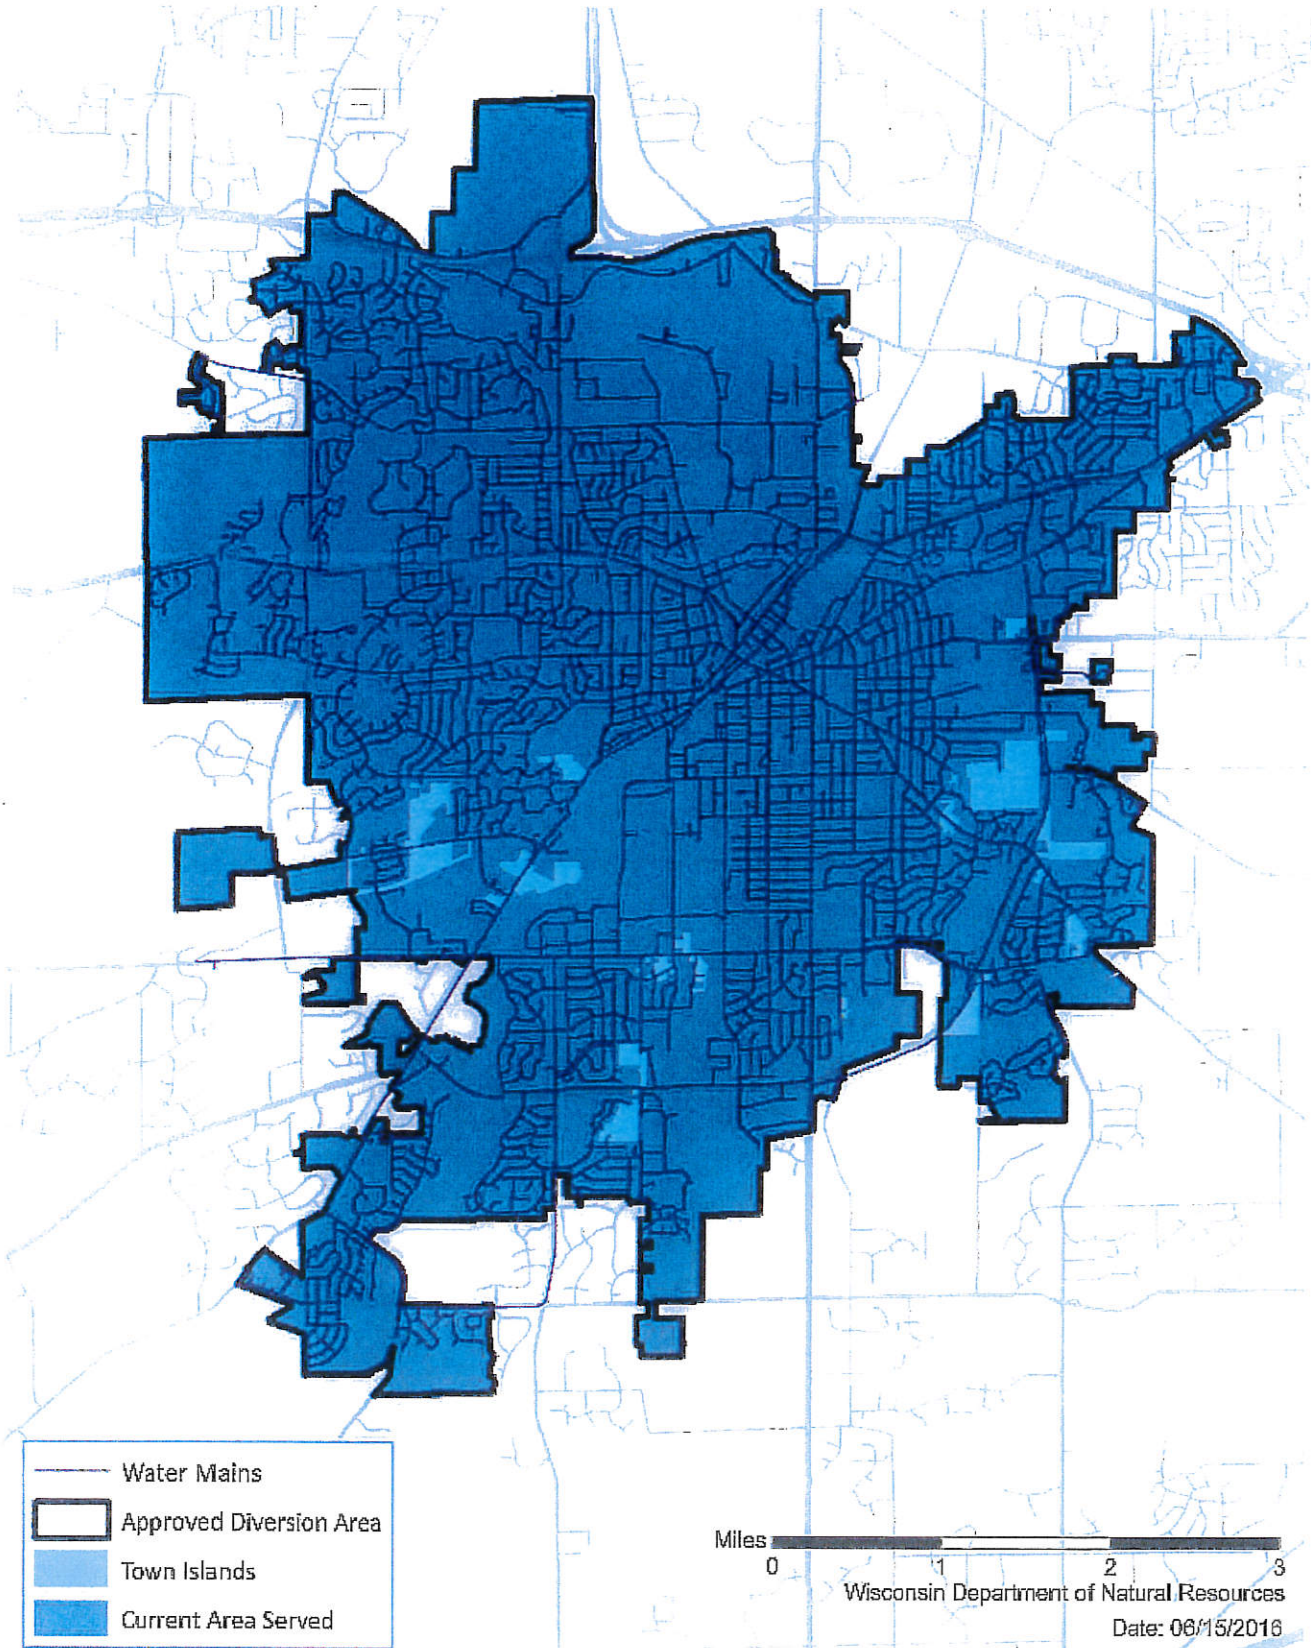 Water Mains
Approved Diversion Area
Town Islands
Current Area Served
Miles
0 1 2 3
Wisconsin Department of Natural Resources
Date: 06/15/2016